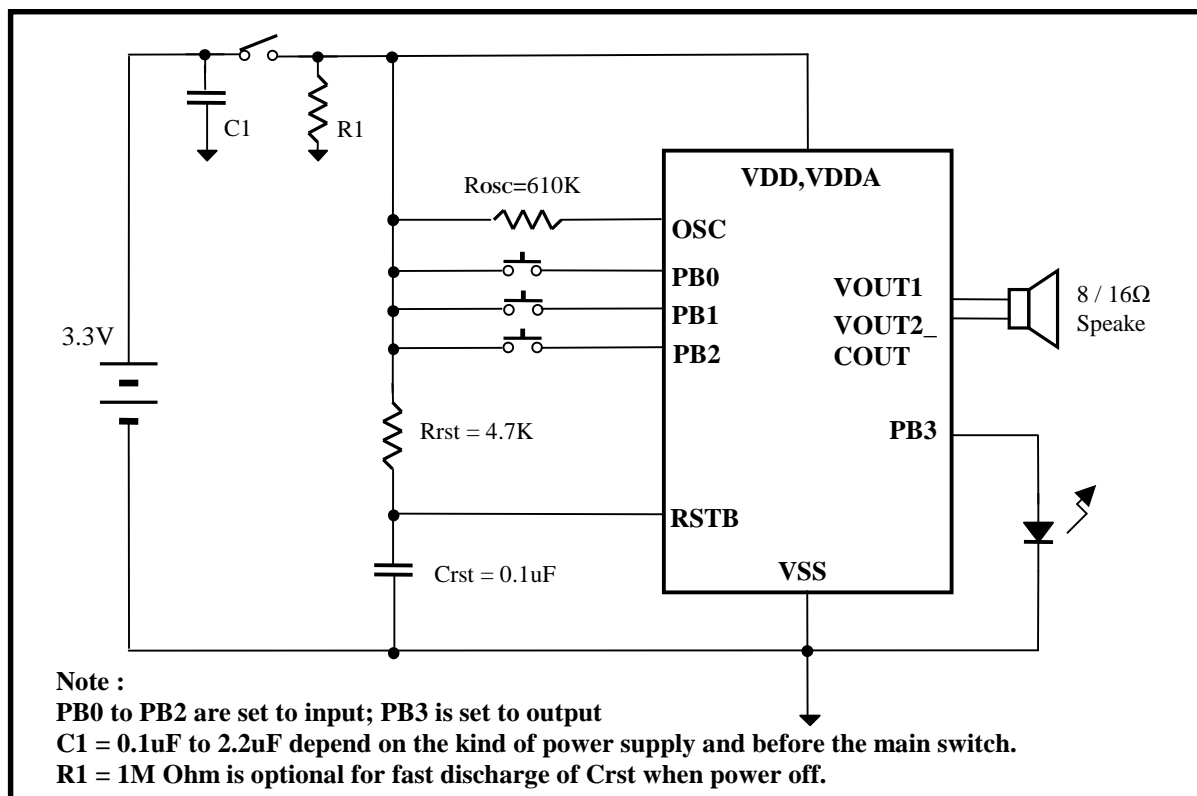 C1
R1
VDD,VDDA
Rosc=610K
OSC
PB0
PB1
PB2
VOUT1
VOUT2_
COUT
8 / 16Ω
Speake
3.3V
Rrst = 4.7K
PB3
RSTB
VSS
Crst = 0.1uF
Note :
PB0 to PB2 are set to input; PB3 is set to output
C1 = 0.1uF to 2.2uF depend on the kind of power supply and before the main switch.
R1 = 1M Ohm is optional for fast discharge of Crst when power off.